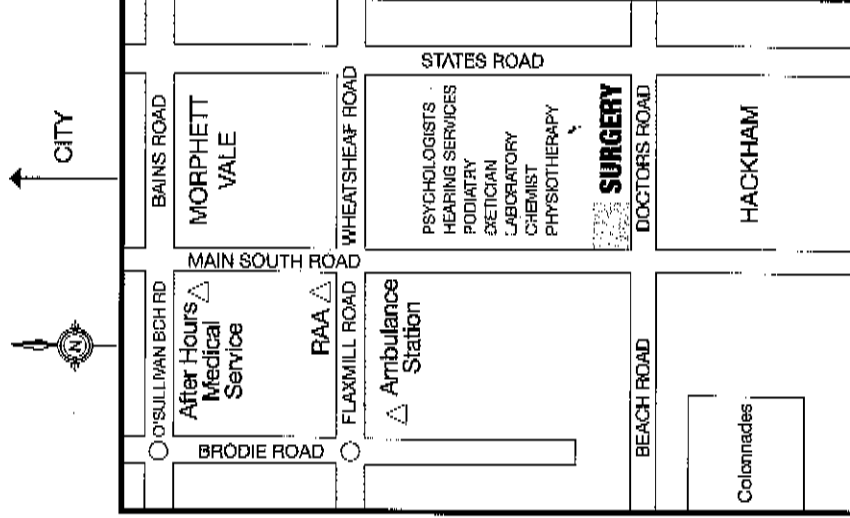 CITY
N
STATES ROAD
BAINS ROAD
MORPHETT
VALE
WHEATSHEAF ROAD
PSYCHOLOGISTS
HEARING SERVICES
PODIATRY
DIETICIAN
LABORATORY
CHEMIST
PHYSIOTHERAPY
SURGERY
DOCTORS ROAD
HACKHAM
MAIN SOUTH ROAD
O'SULLIVAN BCH RD
After Hours
Medical
Service
RAA
FLAXMILL ROAD
Ambulance
Station
BEACH ROAD
BRODIE ROAD
Colonnades